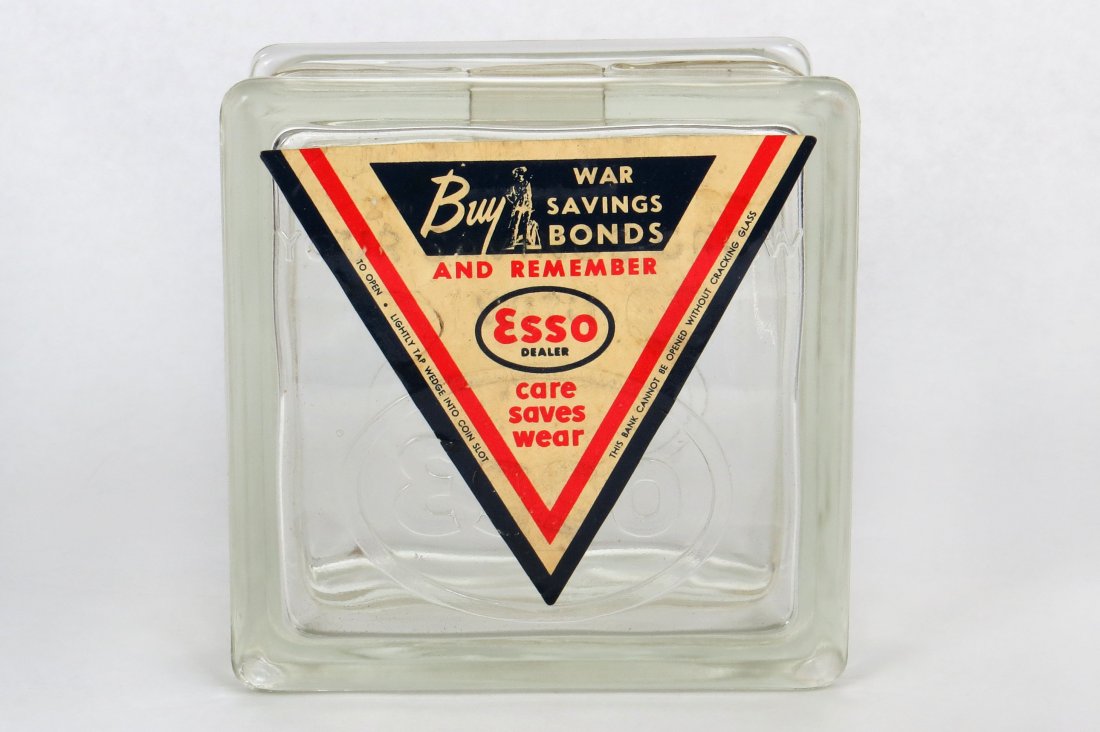 Buy WAR
SAVINGS
BONDS
AND REMEMBER
Esso
DEALER
care
saves
wear
TO OPEN • LIGHTLY TAP WEDGE INTO COIN SLOT
THIS BANK CANNOT BE OPENED WITHOUT CRACKING GLASS
Esso